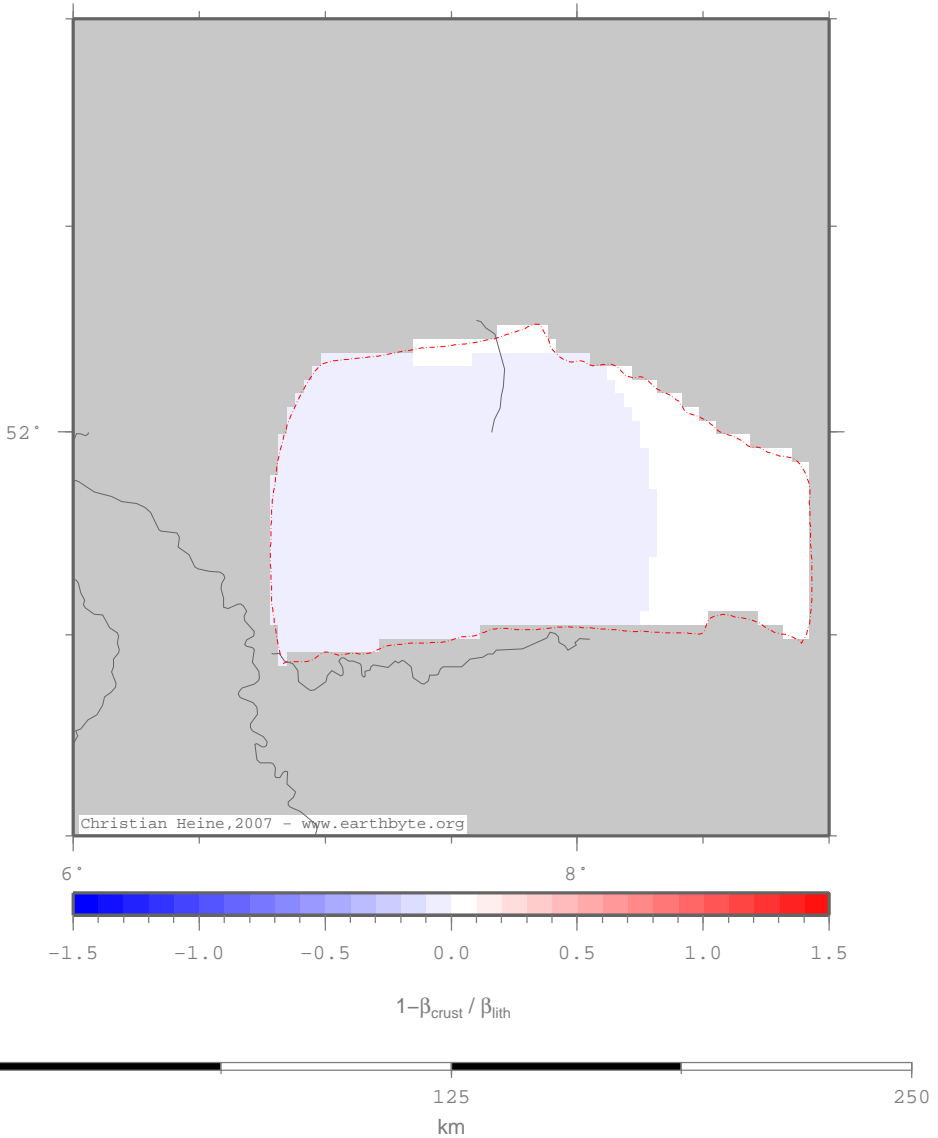 52°
Christian Heine,2007 - www.earthbyte.org
6° 8°
-1.5 -1.0 -0.5 0.0 0.5 1.0 1.5
1-βcrust / βlith
125 250
km